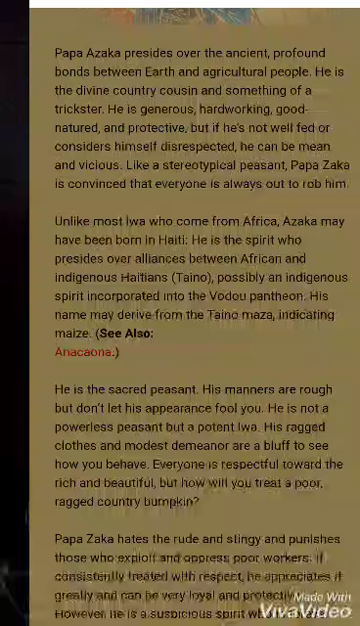 Papa Azaka presides over the ancient, profound
bonds between Earth and agricultural people. He is
the divine country cousin and something of a
trickster. He is generous, hardworking, good-
natured, and protective, but if he's not well fed or
considers himself disrespected, he can be mean
and vicious. Like a stereotypical peasant, Papa Zaka
is convinced that everyone is always out to rob him.
Unlike most lwa who come from Africa, Azaka may
have been born in Haiti: He is the spirit who
presides over alliances between African and
indigenous Haitians (Taino), possibly an indigenous
spirit incorporated into the Vodou pantheon. His
name may derive from the Taino maza, indicating
maize. (See Also:
Anacaona.)
He is the sacred peasant. His manners are rough
but don't let his appearance fool you. He is not a
powerless peasant but a potent lwa. His ragged
clothes and modest demeanor are a bluff to see
how you behave. Everyone is respectful toward the
rich and beautiful, but how will you treat a poor,
ragged country bumpkin?
Papa Zaka hates the rude and stingy and punishes
those who exploit and oppress poor workers. If
consistently treated with respect, he appreciates it
greatly and can be very loyal and
However, he is a suspicious spirit
Made With
VivaVideo